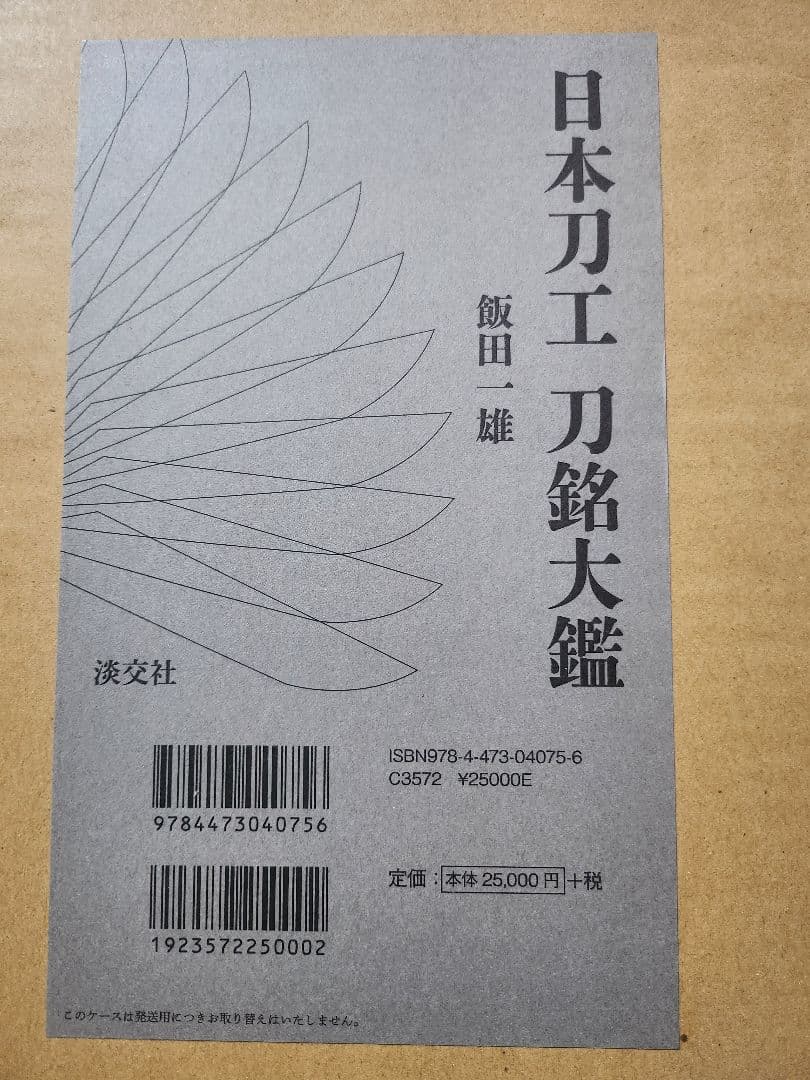 日本刀工 刀銘大鑑
飯田一雄
淡交社
ISBN978-4-473-04075-6
C3572 ¥25000E
9784473040756
定価：本体 25,000 円+税
1923572250002
このケースは発送用につきお取り替えはいたしません。